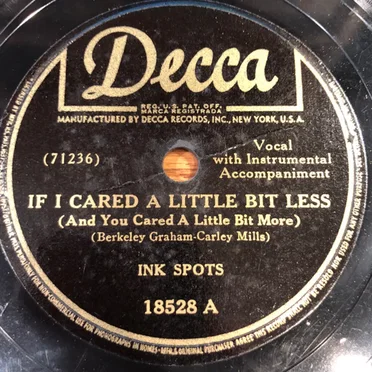 Decca
REG. U.S. PAT. OFF.
MARCA REGISTRADA
MANUFACTURED BY DECCA RECORDS, INC., NEW YORK, U.S.A.
(71236)
Vocal
with Instrumental
Accompaniment
IF I CARED A LITTLE BIT LESS
(And You Cared A Little Bit More)
(Berkeley Graham-Carley Mills)
INK SPOTS
18528 A